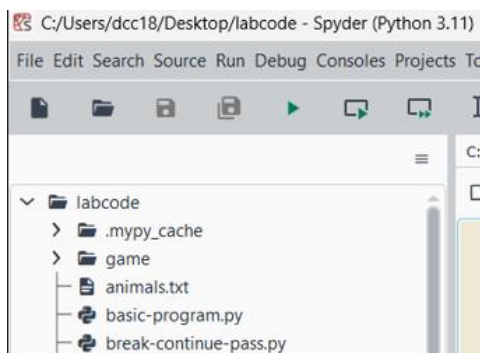 C:/Users/dcc18/Desktop/labcode - Spyder (Python 3.11)
File Edit Search Source Run Debug Consoles Projects To
C:
labcode
.mypy_cache
game
animals.txt
basic-program.py
break-continue-pass.py